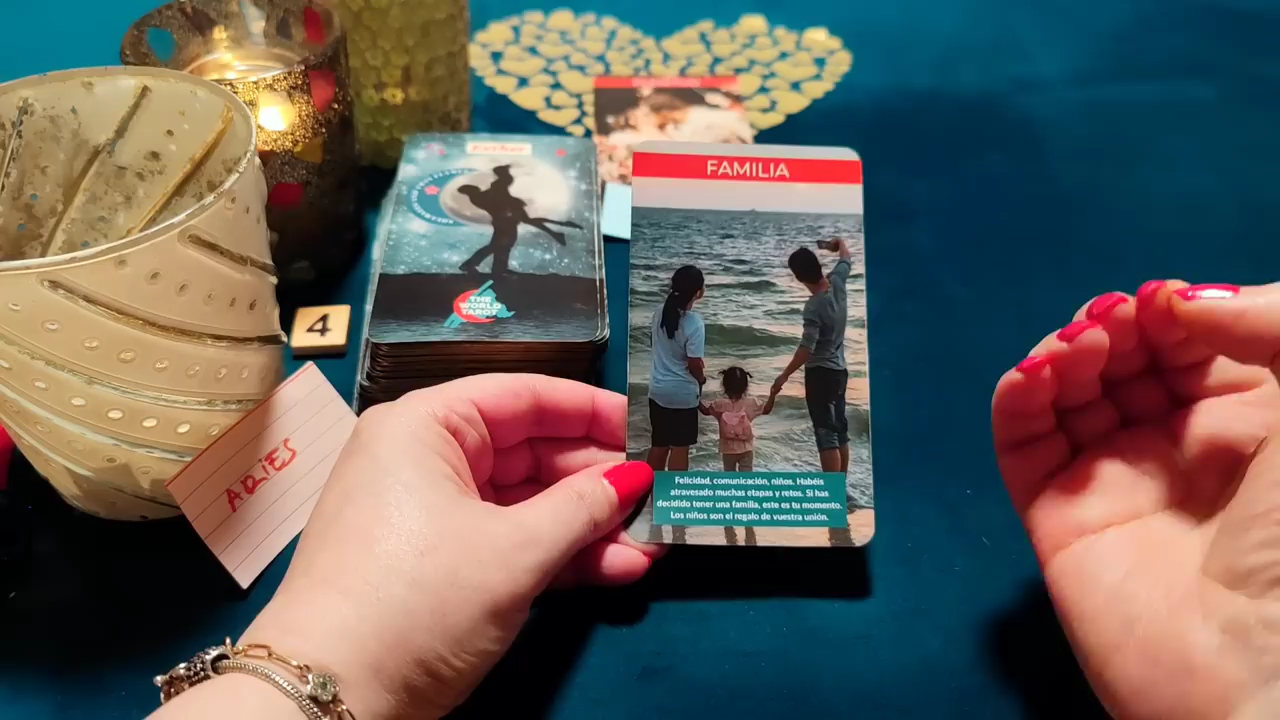 FAMILIA
Felicidad, comunicación, niños. Habéis
atravesado muchas etapas y retos. Si has
decidido tener una família, este es tu momento.
Los niños son el regalo de vuestra unión.
THE
WORLD
TAROT
4
ARIES